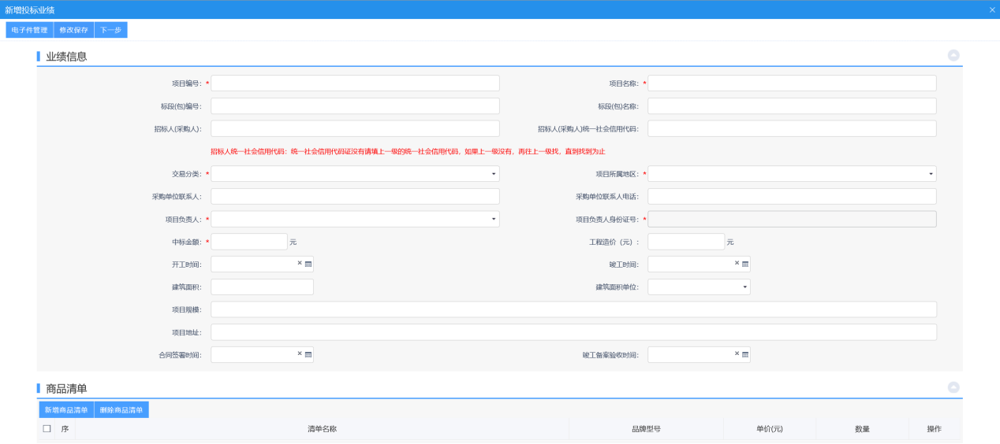 新增投标业绩
电子件管理 修改保存 下一步
业绩信息
项目编号: * 项目名称: *
标段(包)编号: 标段(包)名称:
招标人(采购人): 招标人(采购人)统一社会信用代码:
招标人统一社会信用代码：统一社会信用代码证没有请填上一级的统一社会信用代码，如果上一级没有，再往上一级找，直到找到为止
交易分类: * 项目所属地区: *
采购单位联系人: 采购单位联系人电话:
项目负责人: * 项目负责人身份证号: *
中标金额: * 元 工程造价（元）: 元
开工时间: 竣工时间:
建筑面积: 建筑面积单位:
项目规模:
项目地址:
合同签署时间: 竣工备案验收时间:
商品清单
新增商品清单 删除商品清单
序 清单名称 品牌型号 单价(元) 数量 操作